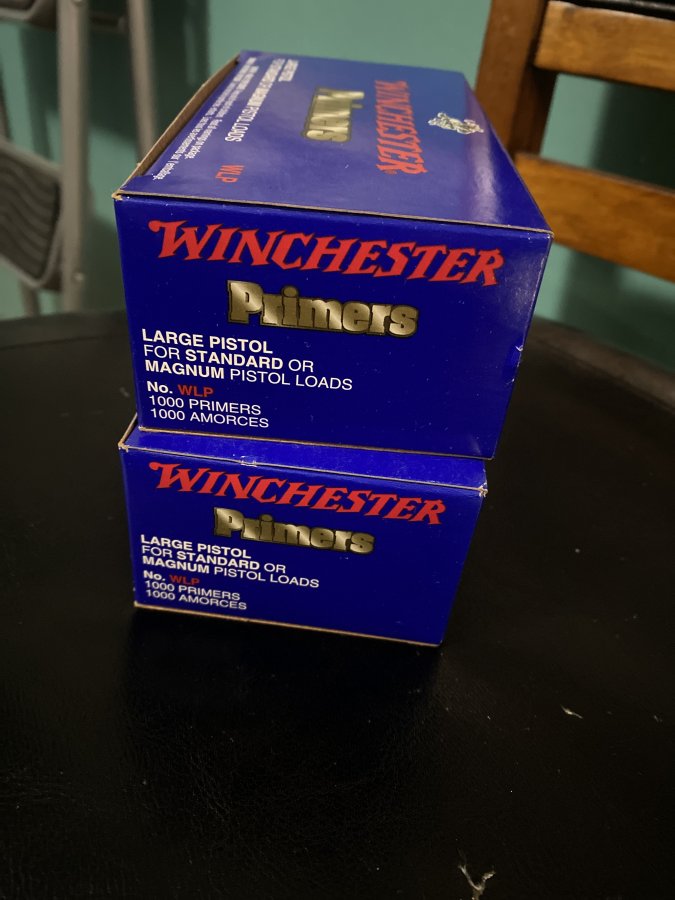 WINCHESTER
WLP
WINCHESTER
Primers
LARGE PISTOL
FOR STANDARD OR
MAGNUM PISTOL LOADS
No. WLP
1000 PRIMERS
1000 AMORCES
WINCHESTER
Primers
LARGE PISTOL
FOR STANDARD OR
MAGNUM PISTOL LOADS
No. WLP
1000 PRIMERS
1000 AMORCES